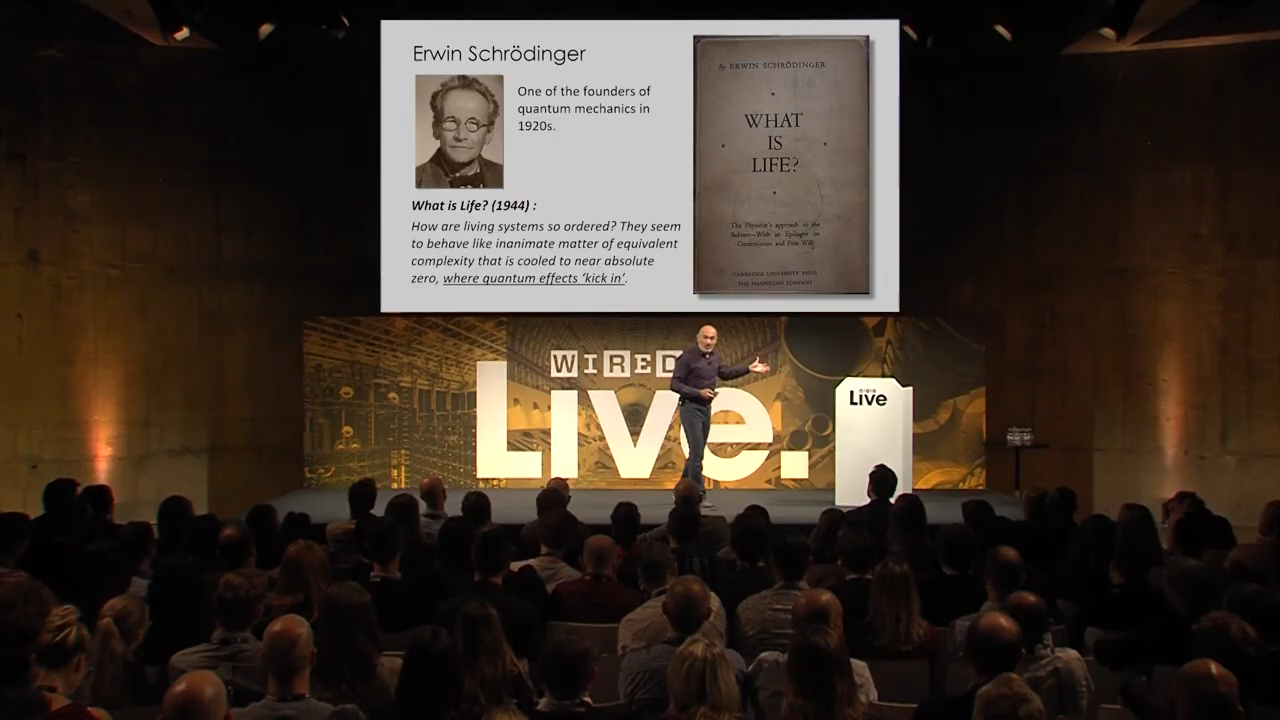 Erwin Schrödinger
One of the founders of
quantum mechanics in
1920s.
What is Life? (1944) :
How are living systems so ordered? They seem
to behave like inanimate matter of equivalent
complexity that is cooled to near absolute
zero, where quantum effects ‘kick in’.
By ERWIN SCHRÖDINGER
WHAT
IS
LIFE?
The Physicist's approach to the
Subject—With an Epilogue on
Determinism and Free Will
CAMBRIDGE UNIVERSITY PRESS
THE MACMILLAN COMPANY
WIRED
Live.
Live